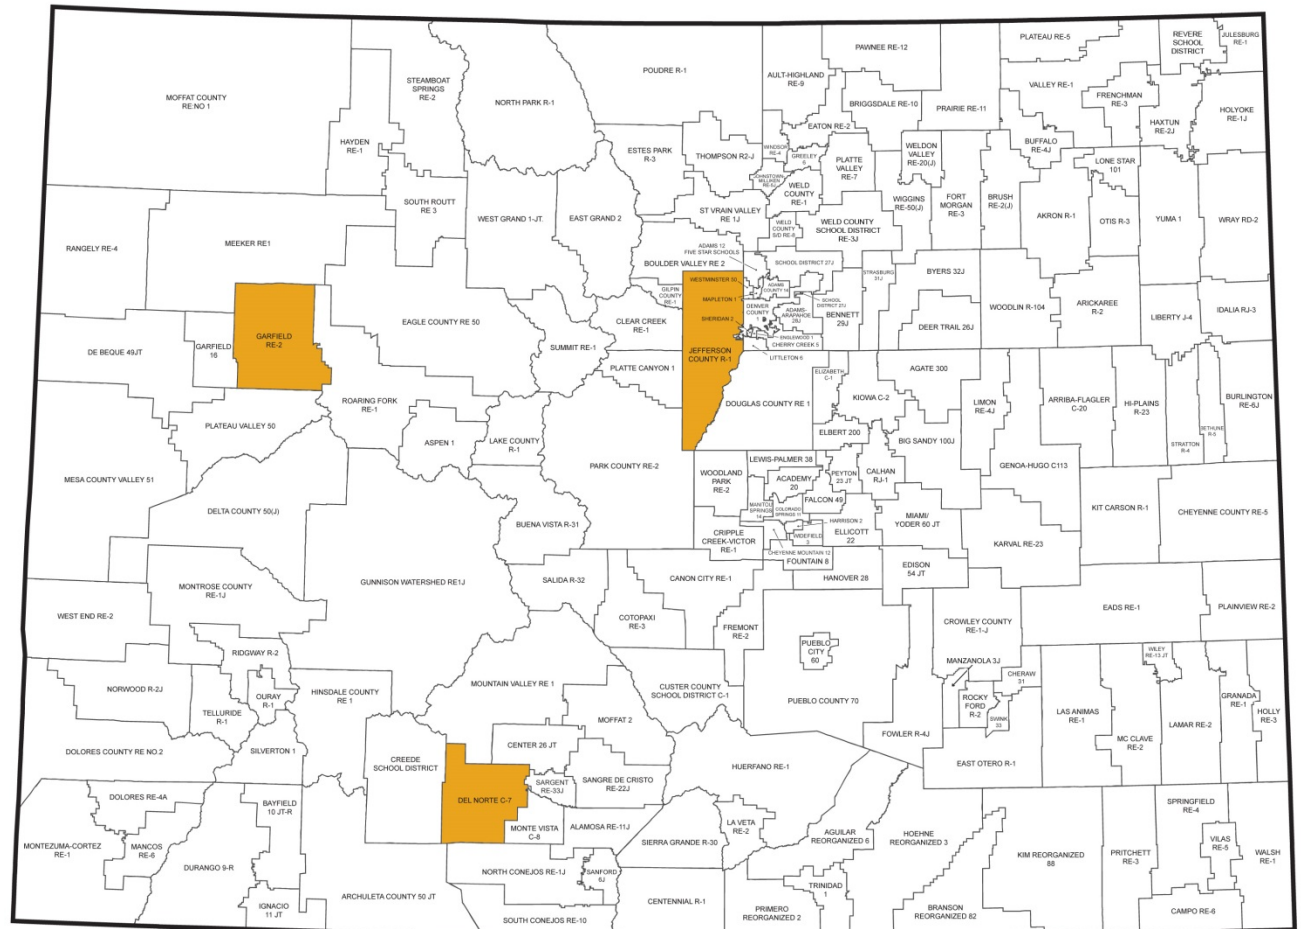 MOFFAT COUNTY
RE:NO 1
HAYDEN
RE-1
STEAMBOAT
SPRINGS
RE-2
NORTH PARK R-1
POUDRE R-1
AULT-HIGHLAND
RE-9
PAWNEE RE-12
BRIGGSDALE RE-10
PRAIRIE RE-11
PLATEAU RE-5
REVERE
SCHOOL
DISTRICT
JULESBURG
RE-1
VALLEY RE-1
FRENCHMAN
RE-3
HAXTUN
RE-2J
HOLYOKE
RE-1J
BUFFALO
RE-4J
LONE STAR
101
ESTES PARK
R-3
THOMPSON R2-J
EATON RE-2
WINDSOR
RE-4
GREELEY
6
JOHNSTOWN-
MILLIKEN
RE-5J
PLATTE
VALLEY
RE-7
WELDON
VALLEY
RE-20(J)
WELD
COUNTY
RE-1
WIGGINS
RE-50(J)
FORT
MORGAN
RE-3
BRUSH
RE-2(J)
AKRON R-1
OTIS R-3
YUMA 1
WRAY RD-2
SOUTH ROUTT
RE 3
WEST GRAND 1-JT.
EAST GRAND 2
ST VRAIN VALLEY
RE 1J
WELD
COUNTY
S/D RE-8
WELD COUNTY
SCHOOL DISTRICT
RE-3J
RANGELY RE-4
MEEKER RE1
ADAMS 12
FIVE STAR SCHOOLS
BOULDER VALLEY RE 2
SCHOOL DISTRICT 27J
STRASBURG
31J
BYERS 32J
WESTMINSTER 50
ADAMS
COUNTY 14
MAPLETON 1
SCHOOL
DISTRICT 27J
GILPIN
COUNTY
RE-1
DENVER
COUNTY
1
ADAMS-
ARAPAHOE
28J
BENNETT
29J
SHERIDAN 2
ENGLEWOOD 1
CHERRY CREEK 5
LITTLETON 6
DEER TRAIL 26J
WOODLIN R-104
ARICKAREE
R-2
LIBERTY J-4
IDALIA RJ-3
EAGLE COUNTY RE 50
CLEAR CREEK
RE-1
SUMMIT RE-1
JEFFERSON
COUNTY R-1
GARFIELD
RE-2
GARFIELD
16
DE BEQUE 49JT
PLATTE CANYON 1
ELIZABETH
C-1
AGATE 300
KIOWA C-2
LIMON
RE-4J
ARRIBA-FLAGLER
C-20
HI-PLAINS
R-23
STRATTON
R-4
BETHUNE
R-5
BURLINGTON
RE-6J
ROARING FORK
RE-1
DOUGLAS COUNTY RE 1
PLATEAU VALLEY 50
ASPEN 1
LAKE COUNTY
R-1
ELBERT 200
BIG SANDY 100J
PARK COUNTY RE-2
LEWIS-PALMER 38
WOODLAND
PARK
RE-2
ACADEMY
20
PEYTON
23 JT
CALHAN
RJ-1
GENOA-HUGO C113
MESA COUNTY VALLEY 51
DELTA COUNTY 50(J)
MANITOU
SPRINGS
14
COLORADO
SPRINGS 11
FALCON 49
KIT CARSON R-1
CHEYENNE COUNTY RE-5
BUENA VISTA R-31
HARRISON 2
WIDEFIELD
3
ELLICOTT
22
MIAMI/
YODER 60 JT
CRIPPLE
CREEK-VICTOR
RE-1
CHEYENNE MOUNTAIN 12
FOUNTAIN 8
KARVAL RE-23
GUNNISON WATERSHED RE1J
MONTROSE COUNTY
RE-1J
SALIDA R-32
CANON CITY RE-1
HANOVER 28
EDISON
54 JT
WEST END RE-2
COTOPAXI
RE-3
FREMONT
RE-2
EADS RE-1
PLAINVIEW RE-2
CROWLEY COUNTY
RE-1-J
RIDGWAY R-2
PUEBLO
CITY
60
WILEY
RE-13 JT
MANZANOLA 3J
CHERAW
31
NORWOOD R-2J
OURAY
R-1
TELLURIDE
R-1
HINSDALE COUNTY
RE 1
MOUNTAIN VALLEY RE 1
CUSTER COUNTY
SCHOOL DISTRICT C-1
PUEBLO COUNTY 70
ROCKY
FORD
R-2
SWINK
33
LAS ANIMAS
RE-1
MC CLAVE
RE-2
LAMAR RE-2
GRANADA
RE-1
HOLLY
RE-3
MOFFAT 2
FOWLER R-4J
DOLORES COUNTY RE NO 2
SILVERTON 1
CENTER 26 JT
CREEDE
SCHOOL DISTRICT
EAST OTERO R-1
HUERFANO RE-1
SARGENT
RE-33J
SANGRE DE CRISTO
RE-22J
DEL NORTE C-7
DOLORES RE-4A
BAYFIELD
10 JT-R
MONTE VISTA
C-8
ALAMOSA RE-11J
LA VETA
RE-2
AGUILAR
REORGANIZED 6
HOEHNE
REORGANIZED 3
SPRINGFIELD
RE-4
MONTEZUMA-CORTEZ
RE-1
MANCOS
RE-6
SIERRA GRANDE R-30
KIM REORGANIZED
88
PRITCHETT
RE-3
VILAS
RE-5
WALSH
RE-1
DURANGO 9-R
NORTH CONEJOS RE-1J
SANFORD
6J
TRINIDAD
1
ARCHULETA COUNTY 50 JT
CENTENNIAL R-1
IGNACIO
11 JT
PRIMERO
REORGANIZED 2
BRANSON
REORGANIZED 82
CAMPO RE-6
SOUTH CONEJOS RE-10